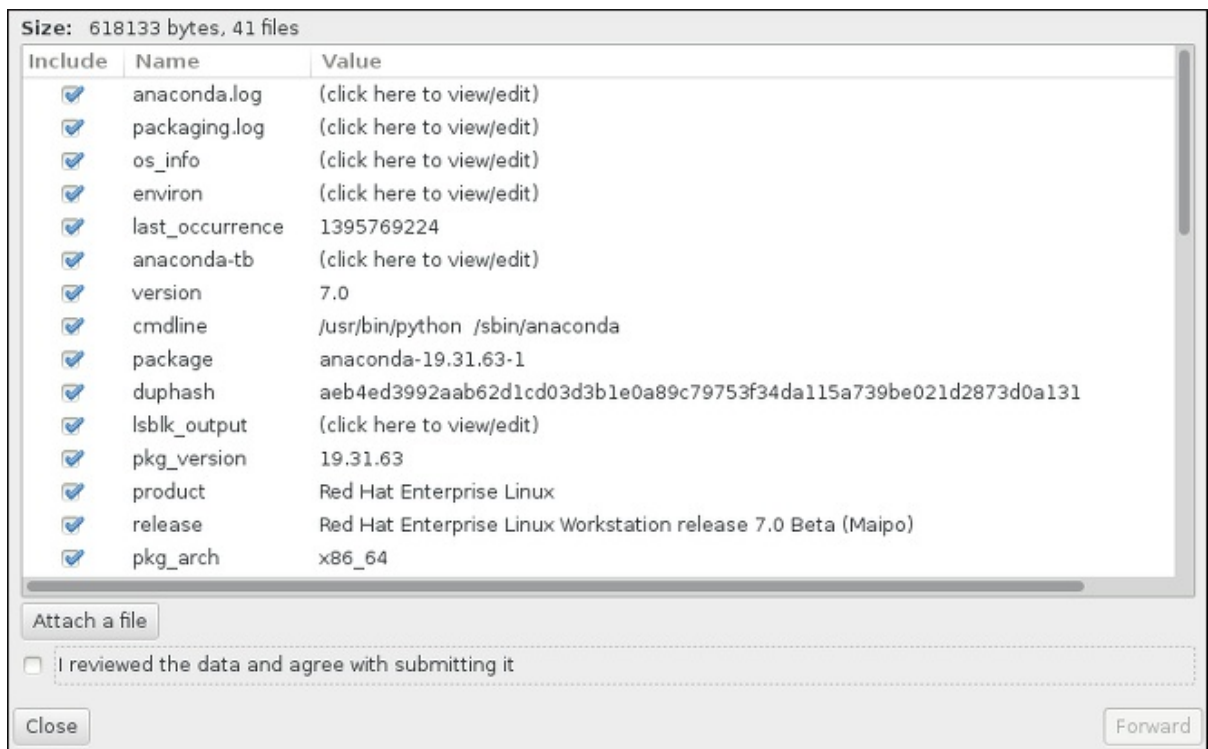 Size: 618133 bytes, 41 files
Include Name Value
anaconda.log (click here to view/edit)
packaging.log (click here to view/edit)
os_info (click here to view/edit)
environ (click here to view/edit)
last_occurrence 1395769224
anaconda-tb (click here to view/edit)
version 7.0
cmdline /usr/bin/python /sbin/anaconda
package anaconda-19.31.63-1
duphash aeb4ed3992aab62d1cd03d3b1e0a89c79753f34da115a739be021d2873d0a131
lsblk_output (click here to view/edit)
pkg_version 19.31.63
product Red Hat Enterprise Linux
release Red Hat Enterprise Linux Workstation release 7.0 Beta (Maipo)
pkg_arch x86_64
Attach a file
I reviewed the data and agree with submitting it
Close Forward